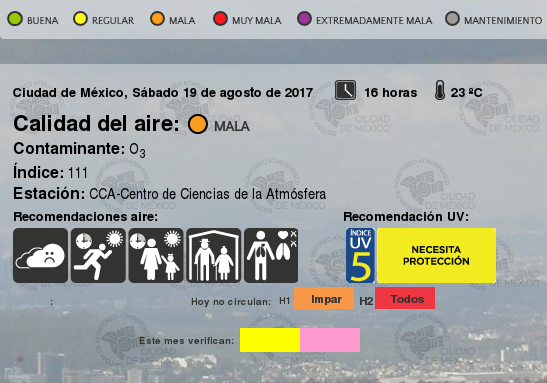 BUENA REGULAR MALA MUY MALA EXTREMADAMENTE MALA MANTENIMIENTO
Ciudad de México, Sábado 19 de agosto de 2017 16 horas 23 ºC
Calidad del aire: MALA
Contaminante: O3
Índice: 111
Estación: CCA-Centro de Ciencias de la Atmósfera
Recomendaciones aire: Recomendación UV:
ÍNDICE
UV
5
NECESITA
PROTECCIÓN
: Hoy no circulan: H1 Impar H2 Todos
Este mes verifican:
CIUDAD
DE MÉXICO